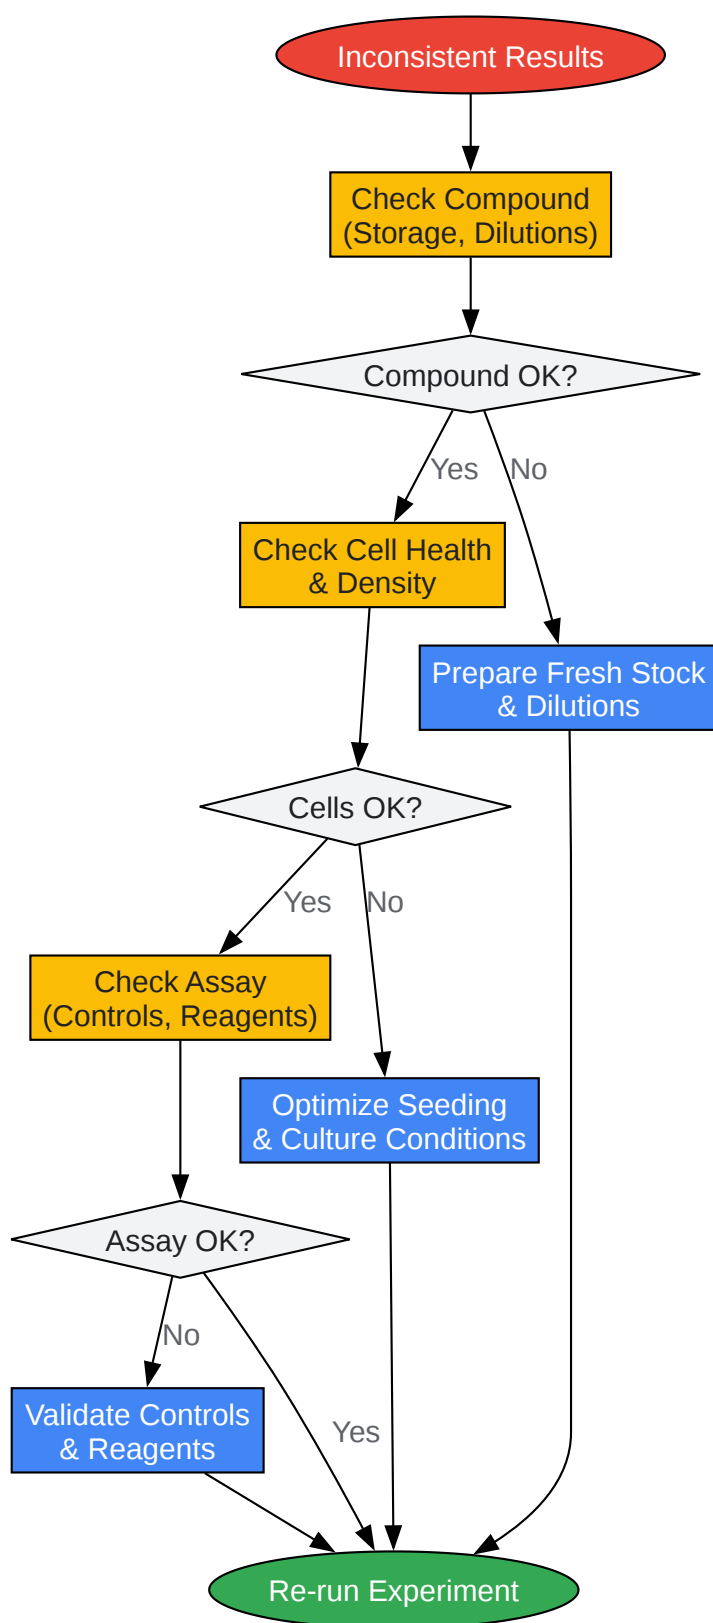 Inconsistent Results
Check Compound
(Storage, Dilutions)
Compound OK?
Yes
No
Check Cell Health
& Density
Prepare Fresh Stock
& Dilutions
Cells OK?
Yes
No
Check Assay
(Controls, Reagents)
Optimize Seeding
& Culture Conditions
Assay OK?
No
Validate Controls
& Reagents
Yes
Re-run Experiment